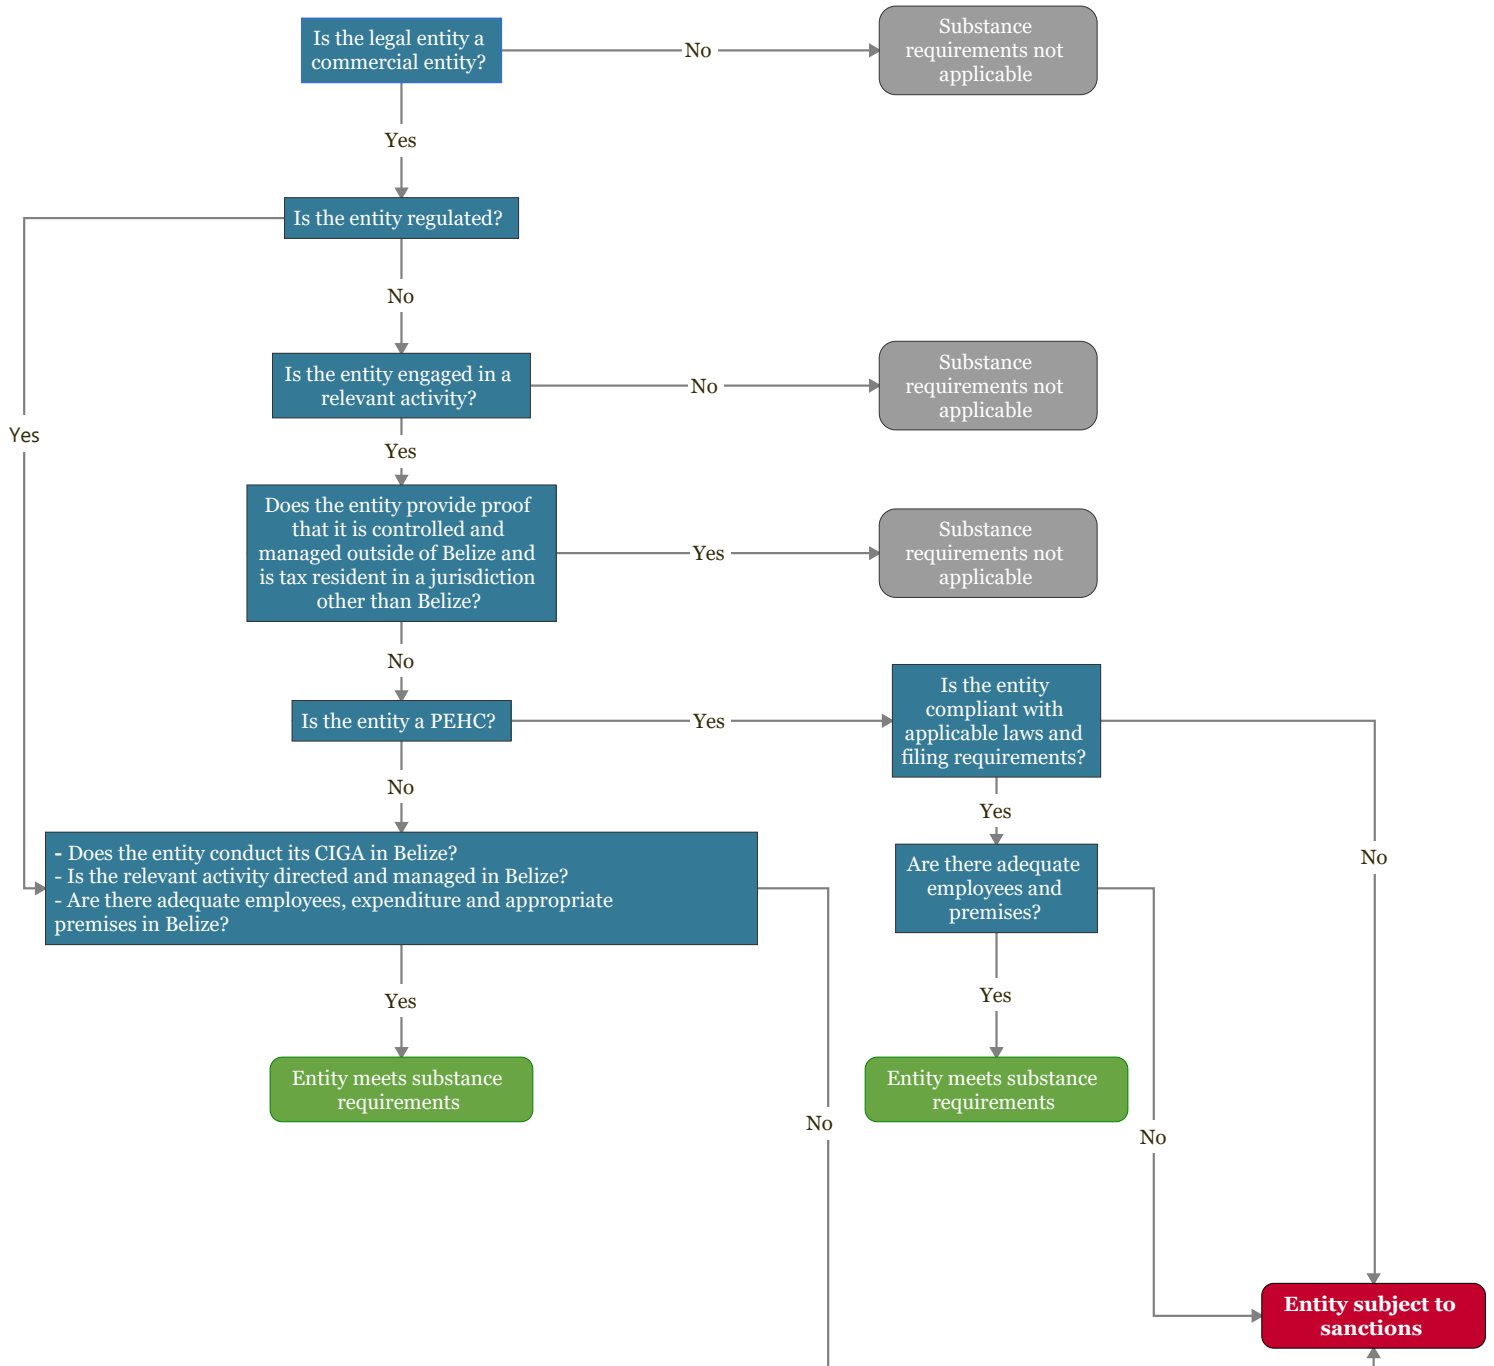 Is the legal entity a
commercial entity?
No
Substance
requirements not
applicable
Yes
Is the entity regulated?
No
Is the entity engaged in a
relevant activity?
No
Substance
requirements not
applicable
Yes
Yes
Does the entity provide proof
that it is controlled and
managed outside of Belize and
is tax resident in a jurisdiction
other than Belize?
Yes
Substance
requirements not
applicable
No
Is the entity a PEHC?
Yes
Is the entity
compliant with
applicable laws and
filing requirements?
No
Yes
No
- Does the entity conduct its CIGA in Belize?
- Is the relevant activity directed and managed in Belize?
- Are there adequate employees, expenditure and appropriate
premises in Belize?
Are there adequate
employees and
premises?
Yes
Yes
Entity meets substance
requirements
Entity meets substance
requirements
No
No
Entity subject to
sanctions